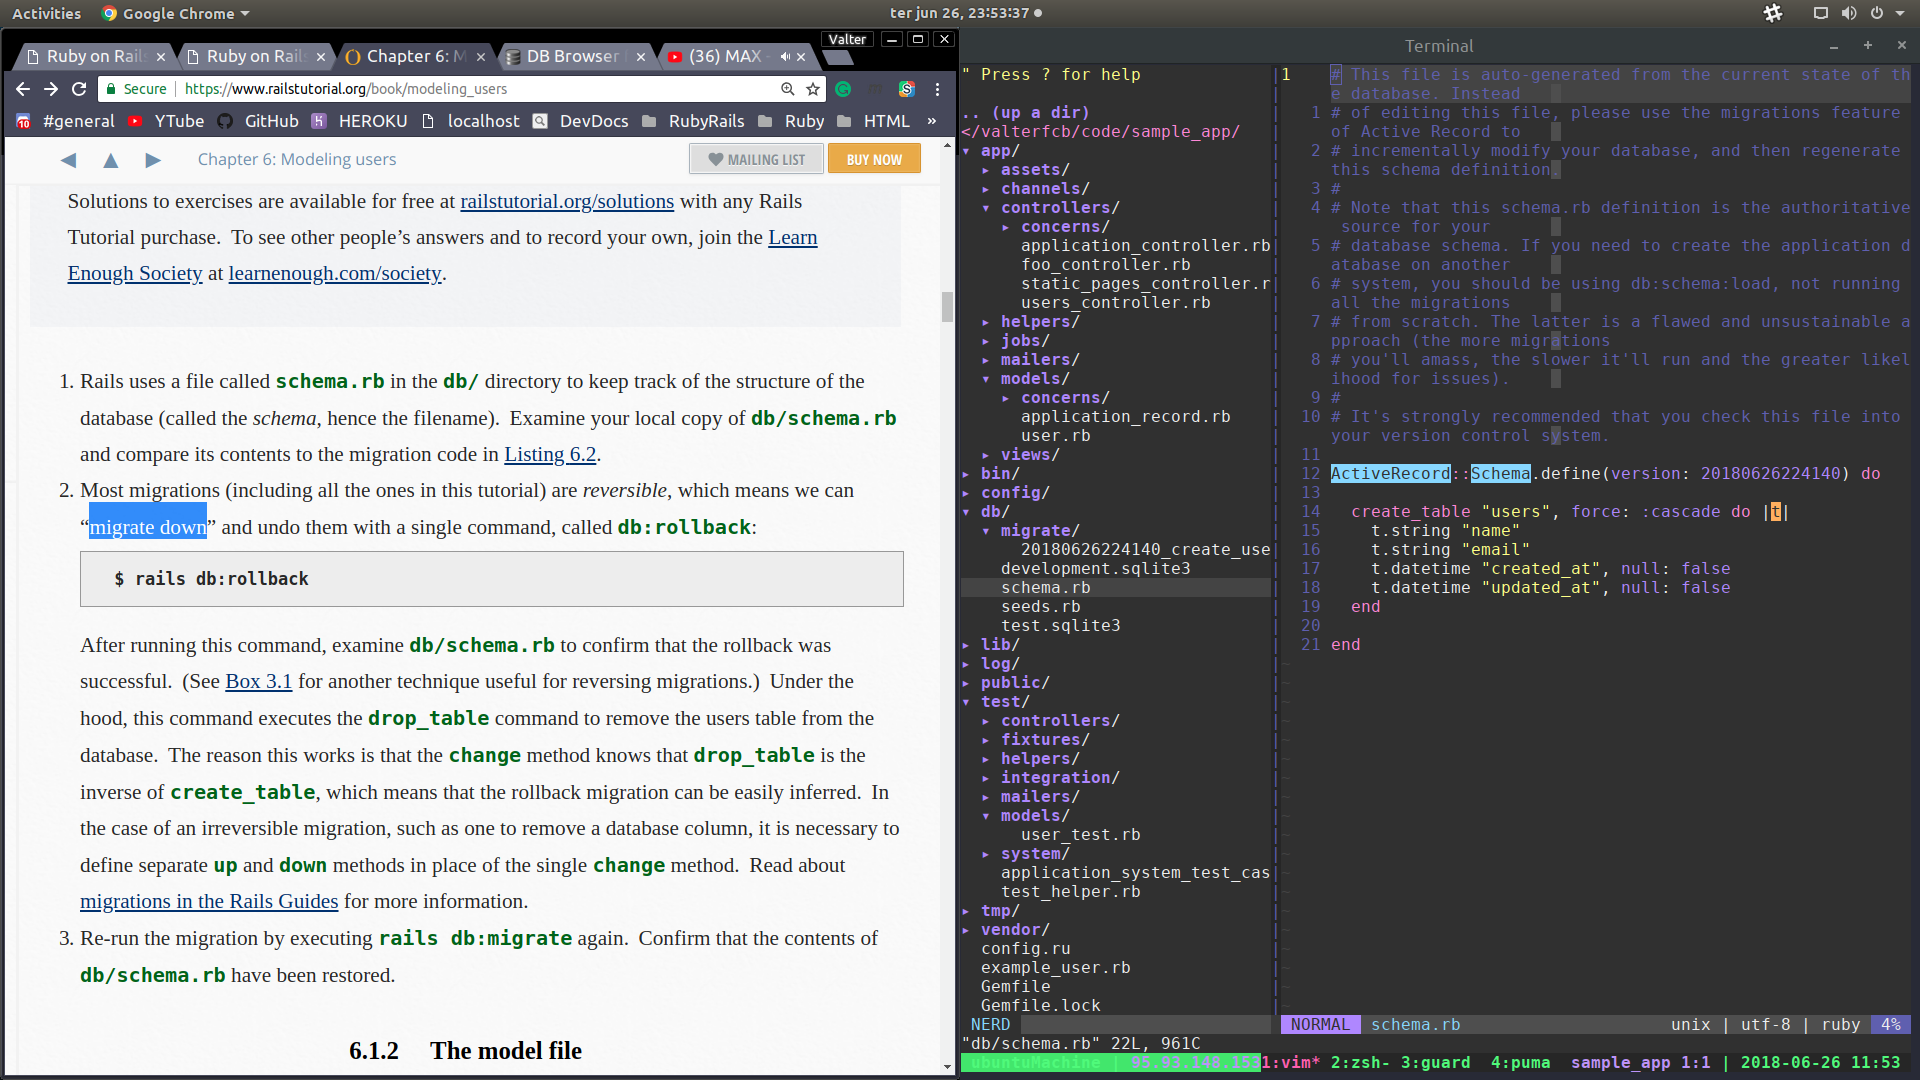 Activities
Google Chrome
ter jun 26, 23:53:37
Valter
Ruby on Rail
Ruby on Rail
Chapter 6: M
DB Browser
(36) MAX -
Secure
https://www.railstutorial.org/book/modeling_users
10
#general
YTube
GitHub
HEROKU
localhost
DevDocs
RubyRails
Ruby
HTML
»
Chapter 6: Modeling users
MAILING LIST
BUY NOW
Solutions to exercises are available for free at railstutorial.org/solutions with any Rails
Tutorial purchase. To see other people’s answers and to record your own, join the Learn
Enough Society at learnenough.com/society.
1. Rails uses a file called schema.rb in the db/ directory to keep track of the structure of the
database (called the schema, hence the filename). Examine your local copy of db/schema.rb
and compare its contents to the migration code in Listing 6.2.
2. Most migrations (including all the ones in this tutorial) are reversible, which means we can
“migrate down” and undo them with a single command, called db:rollback:
$ rails db:rollback
After running this command, examine db/schema.rb to confirm that the rollback was
successful. (See Box 3.1 for another technique useful for reversing migrations.) Under the
hood, this command executes the drop_table command to remove the users table from the
database. The reason this works is that the change method knows that drop_table is the
inverse of create_table, which means that the rollback migration can be easily inferred. In
the case of an irreversible migration, such as one to remove a database column, it is necessary to
define separate up and down methods in place of the single change method. Read about
migrations in the Rails Guides for more information.
3. Re-run the migration by executing rails db:migrate again. Confirm that the contents of
db/schema.rb have been restored.
6.1.2 The model file
Terminal
" Press ? for help
.. (up a dir)
</valterfcb/code/sample_app/
▾ app/
▸ assets/
▸ channels/
▾ controllers/
▸ concerns/
application_controller.rb
foo_controller.rb
static_pages_controller.r
users_controller.rb
▸ helpers/
▸ jobs/
▸ mailers/
▾ models/
▸ concerns/
application_record.rb
user.rb
▸ views/
▸ bin/
▸ config/
▾ db/
▾ migrate/
20180626224140_create_use
development.sqlite3
schema.rb
seeds.rb
test.sqlite3
▸ lib/
▸ log/
▸ public/
▾ test/
▸ controllers/
▸ fixtures/
▸ helpers/
▸ integration/
▸ mailers/
▾ models/
user_test.rb
▸ system/
application_system_test_cas
test_helper.rb
▸ tmp/
▸ vendor/
config.ru
example_user.rb
Gemfile
Gemfile.lock
1 # This file is auto-generated from the current state of th
e database. Instead
1 # of editing this file, please use the migrations feature
of Active Record to
2 # incrementally modify your database, and then regenerate
this schema definition.
3 #
4 # Note that this schema.rb definition is the authoritative
source for your
5 # database schema. If you need to create the application d
atabase on another
6 # system, you should be using db:schema:load, not running
all the migrations
7 # from scratch. The latter is a flawed and unsustainable a
pproach (the more migrations
8 # you'll amass, the slower it'll run and the greater likel
ihood for issues).
9 #
10 # It's strongly recommended that you check this file into
your version control system.
11
12 ActiveRecord::Schema.define(version: 20180626224140) do
13
14 create_table "users", force: :cascade do |t|
15 t.string "name"
16 t.string "email"
17 t.datetime "created_at", null: false
18 t.datetime "updated_at", null: false
19 end
20
21 end
NERD
NORMAL schema.rb unix | utf-8 | ruby 4%
"db/schema.rb" 22L, 961C
ubuntuMachine | 95.93.148.153 1:vim* 2:zsh- 3:guard 4:puma sample_app 1:1 | 2018-06-26 11:53